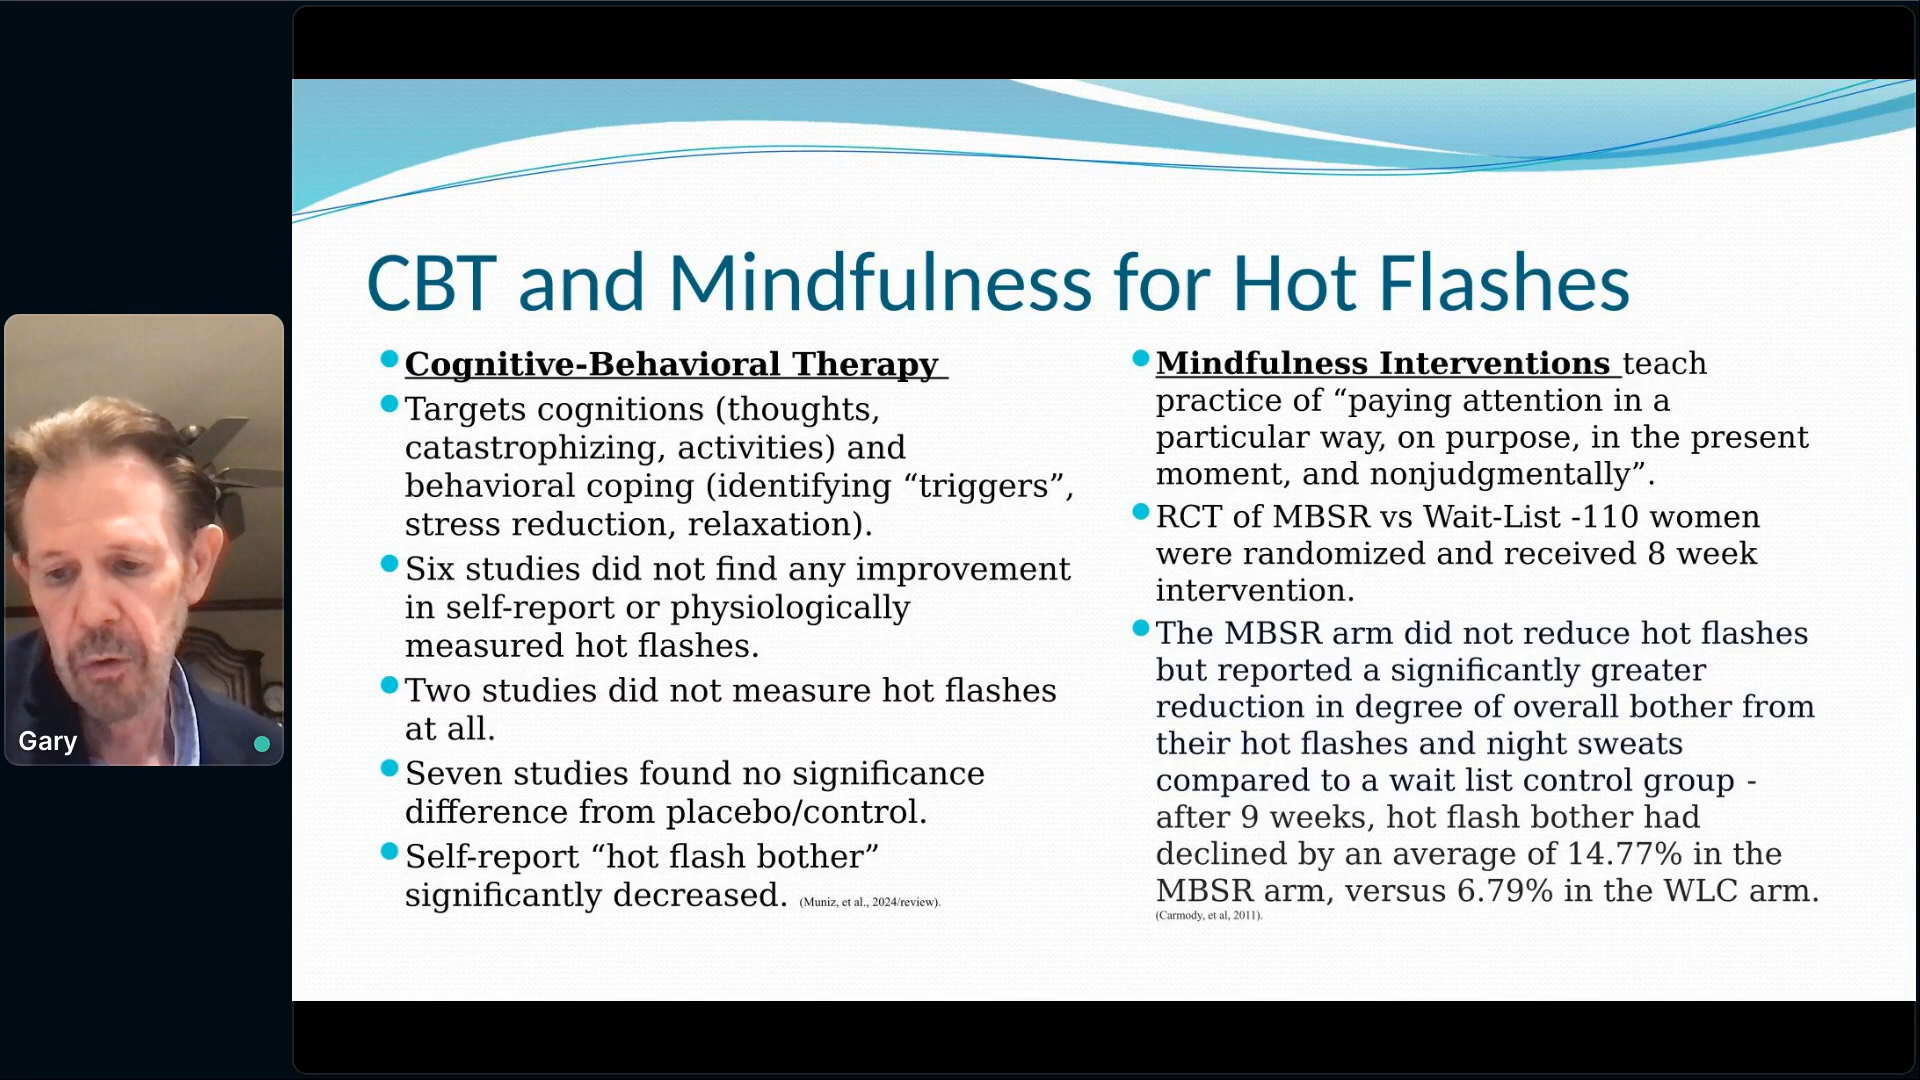 CBT and Mindfulness for Hot Flashes
Cognitive-Behavioral Therapy
Targets cognitions (thoughts,
catastrophizing, activities) and
behavioral coping (identifying “triggers”,
stress reduction, relaxation).
Six studies did not find any improvement
in self-report or physiologically
measured hot flashes.
Two studies did not measure hot flashes
at all.
Seven studies found no significance
difference from placebo/control.
Self-report “hot flash bother”
significantly decreased. (Muniz, et al., 2024/review).
Mindfulness Interventions teach
practice of “paying attention in a
particular way, on purpose, in the present
moment, and nonjudgmentally”.
RCT of MBSR vs Wait-List -110 women
were randomized and received 8 week
intervention.
The MBSR arm did not reduce hot flashes
but reported a significantly greater
reduction in degree of overall bother from
their hot flashes and night sweats
compared to a wait list control group -
after 9 weeks, hot flash bother had
declined by an average of 14.77% in the
MBSR arm, versus 6.79% in the WLC arm.
(Carmody, et al, 2011).
Gary